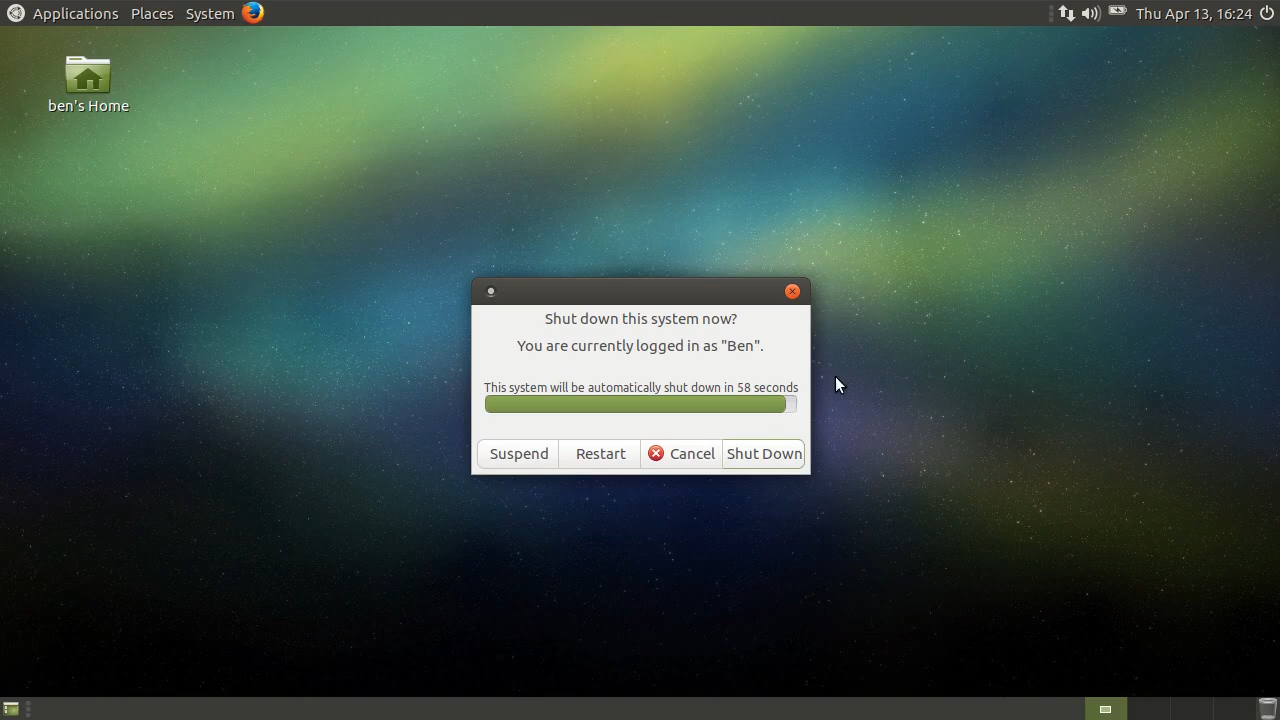 Applications Places System
Thu Apr 13, 16:24
ben's Home
Shut down this system now?
You are currently logged in as "Ben".
This system will be automatically shut down in 58 seconds
Suspend Restart Cancel Shut Down